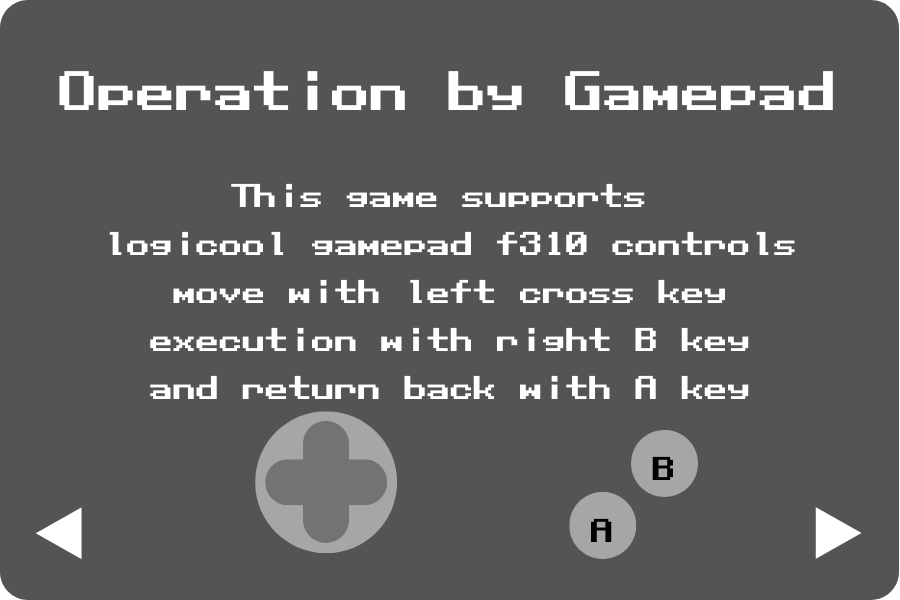 Operation by Gamepad
This game supports
logicool gamepad f310 controls
move with left cross key
execution with right B key
and return back with A key
B
A